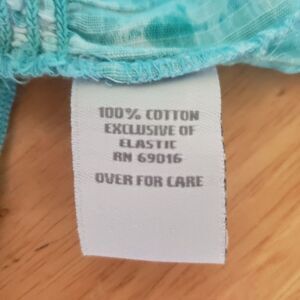 100% COTTON
EXCLUSIVE OF
ELASTIC
RN 69016
OVER FOR CARE